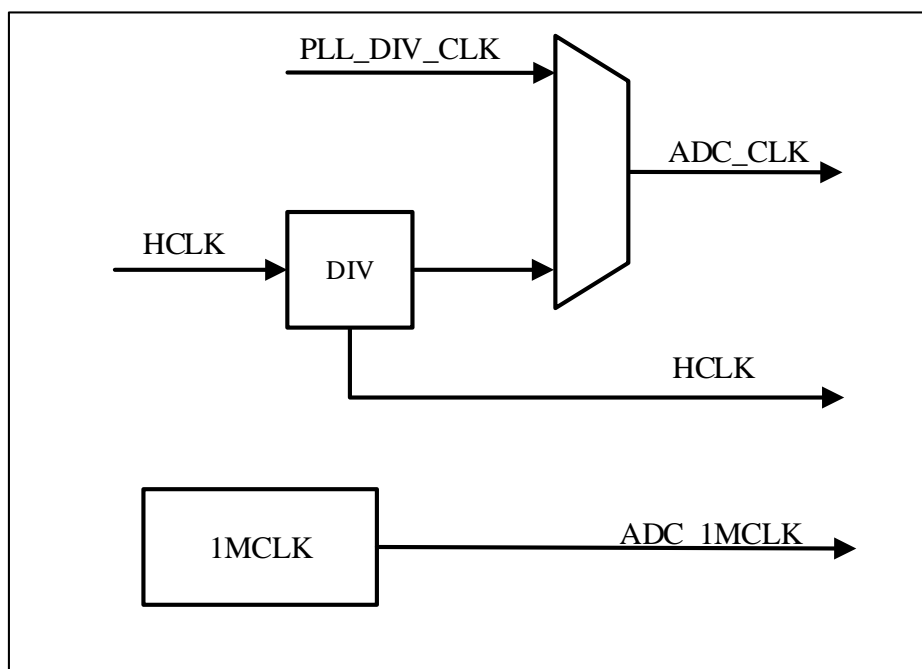 PLL_DIV_CLK
ADC_CLK
HCLK
DIV
HCLK
1MCLK
ADC_1MCLK